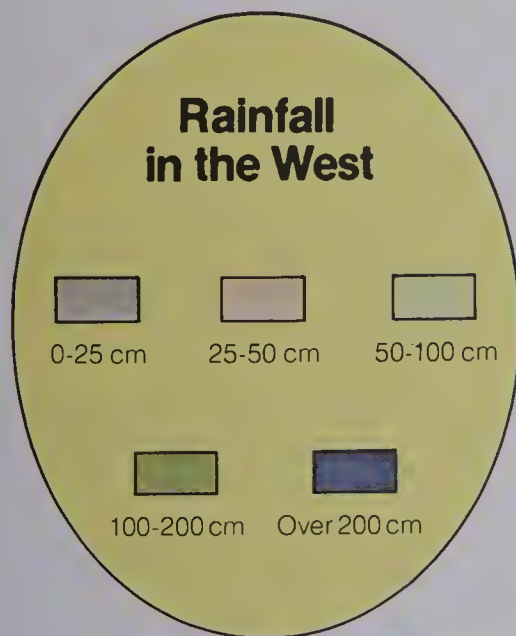 Rainfall
in the West
0-25 cm
25-50 cm
50-100 cm
100-200 cm
Over 200 cm